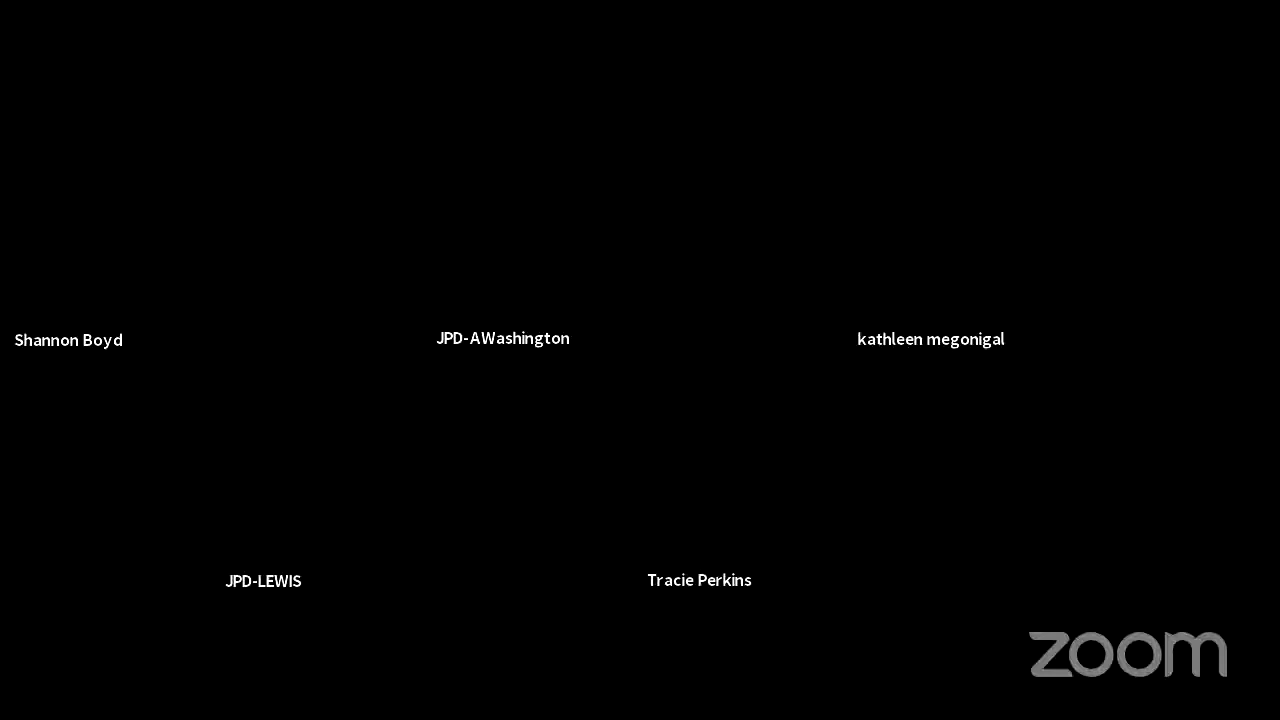 Shannon Boyd
JPD-AWashington
kathleen megonigal
JPD-LEWIS
Tracie Perkins
zoom